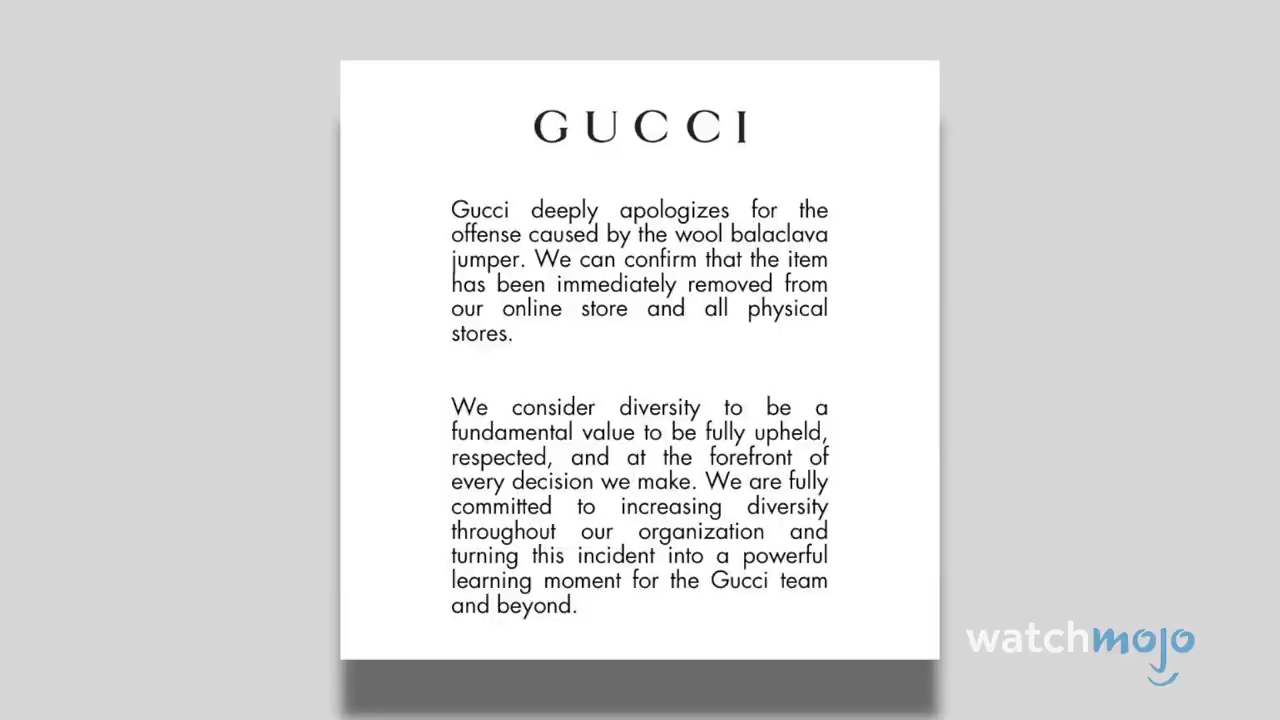 GUCCI
Gucci deeply apologizes for the
offense caused by the wool balaclava
jumper. We can confirm that the item
has been immediately removed from
our online store and all physical
stores.
We consider diversity to be a
fundamental value to be fully upheld,
respected, and at the forefront of
every decision we make. We are fully
committed to increasing diversity
throughout our organization and
turning this incident into a powerful
learning moment for the Gucci team
and beyond.
watchmojo